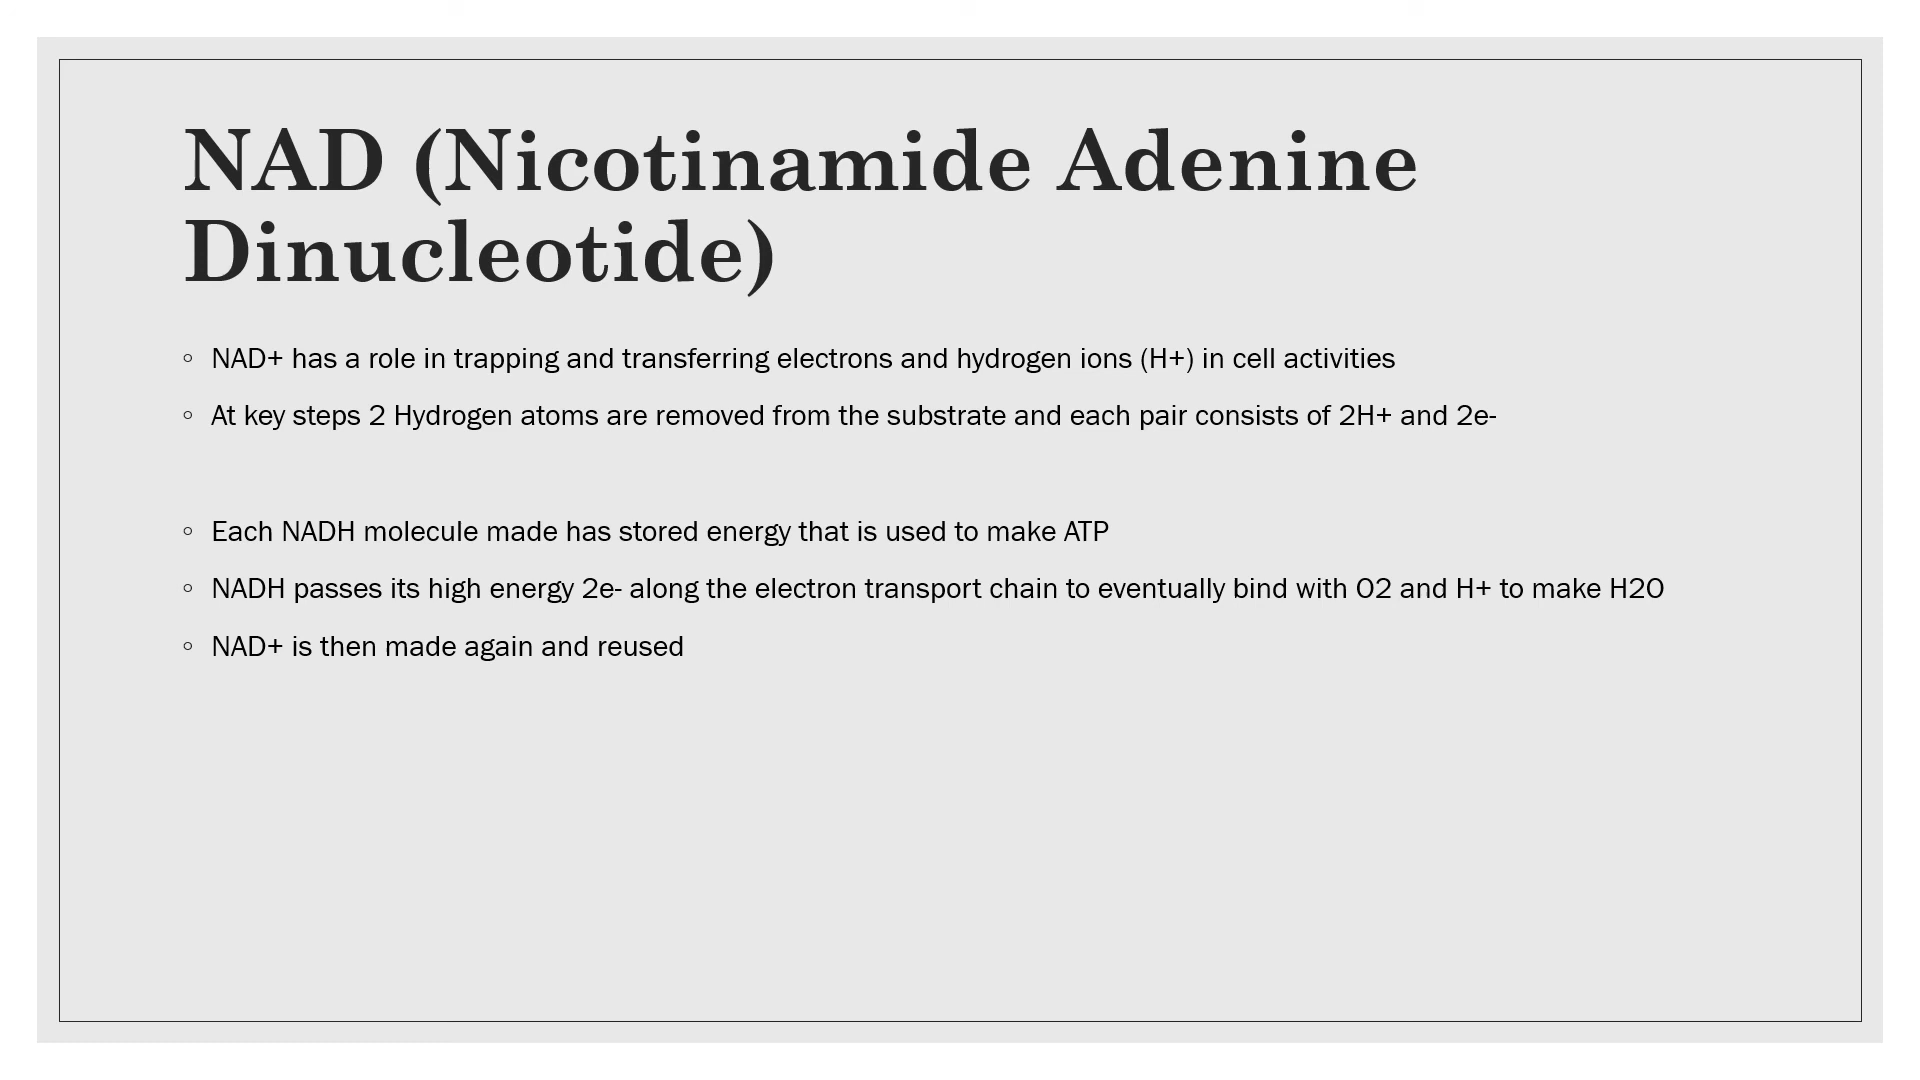 NAD (Nicotinamide Adenine
Dinucleotide)
◦ NAD+ has a role in trapping and transferring electrons and hydrogen ions (H+) in cell activities
◦ At key steps 2 Hydrogen atoms are removed from the substrate and each pair consists of 2H+ and 2e-
◦ Each NADH molecule made has stored energy that is used to make ATP
◦ NADH passes its high energy 2e- along the electron transport chain to eventually bind with O2 and H+ to make H2O
◦ NAD+ is then made again and reused